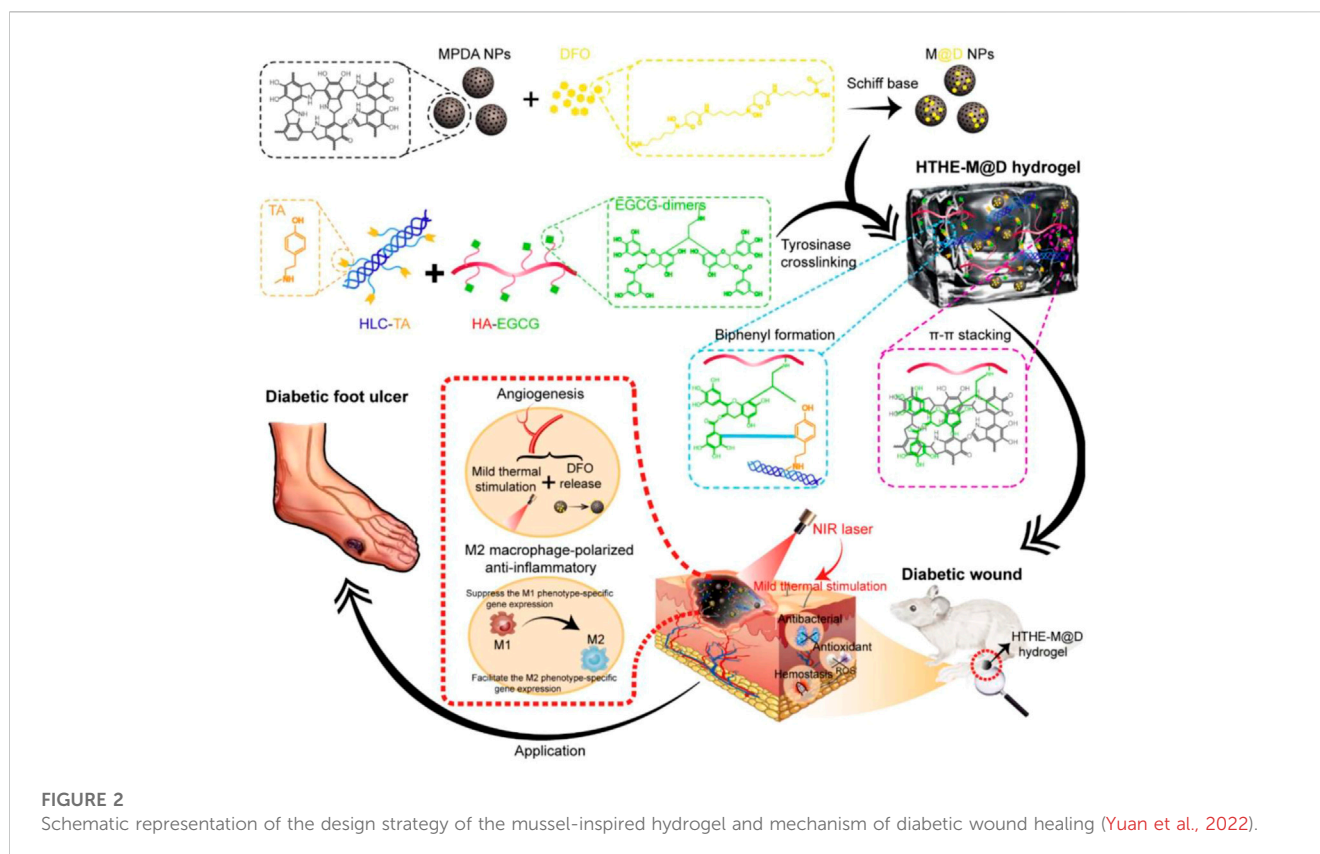 MPDA NPs
DFO
M@D NPs
+
Schiff base
HTHE-M@D hydrogel
TA
EGCG-dimers
+
Tyrosinase
crosslinking
HLC-TA
HA-EGCG
Biphenyl formation
π-π stacking
Diabetic foot ulcer
Angiogenesis
Mild thermal
stimulation
+
DFO
release
M2 macrophage-polarized
anti-inflammatory
Suppress the M1 phenotype-specific
gene expression
M1
M2
Facilitate the M2 phenotype-specific
gene expression
NIR laser
Mild thermal stimulation
Antibacterial
Antioxidant
ROS
Hemostasis
Diabetic wound
HTHE-M@D
hydrogel
Application
FIGURE 2
Schematic representation of the design strategy of the mussel-inspired hydrogel and mechanism of diabetic wound healing (Yuan et al., 2022).